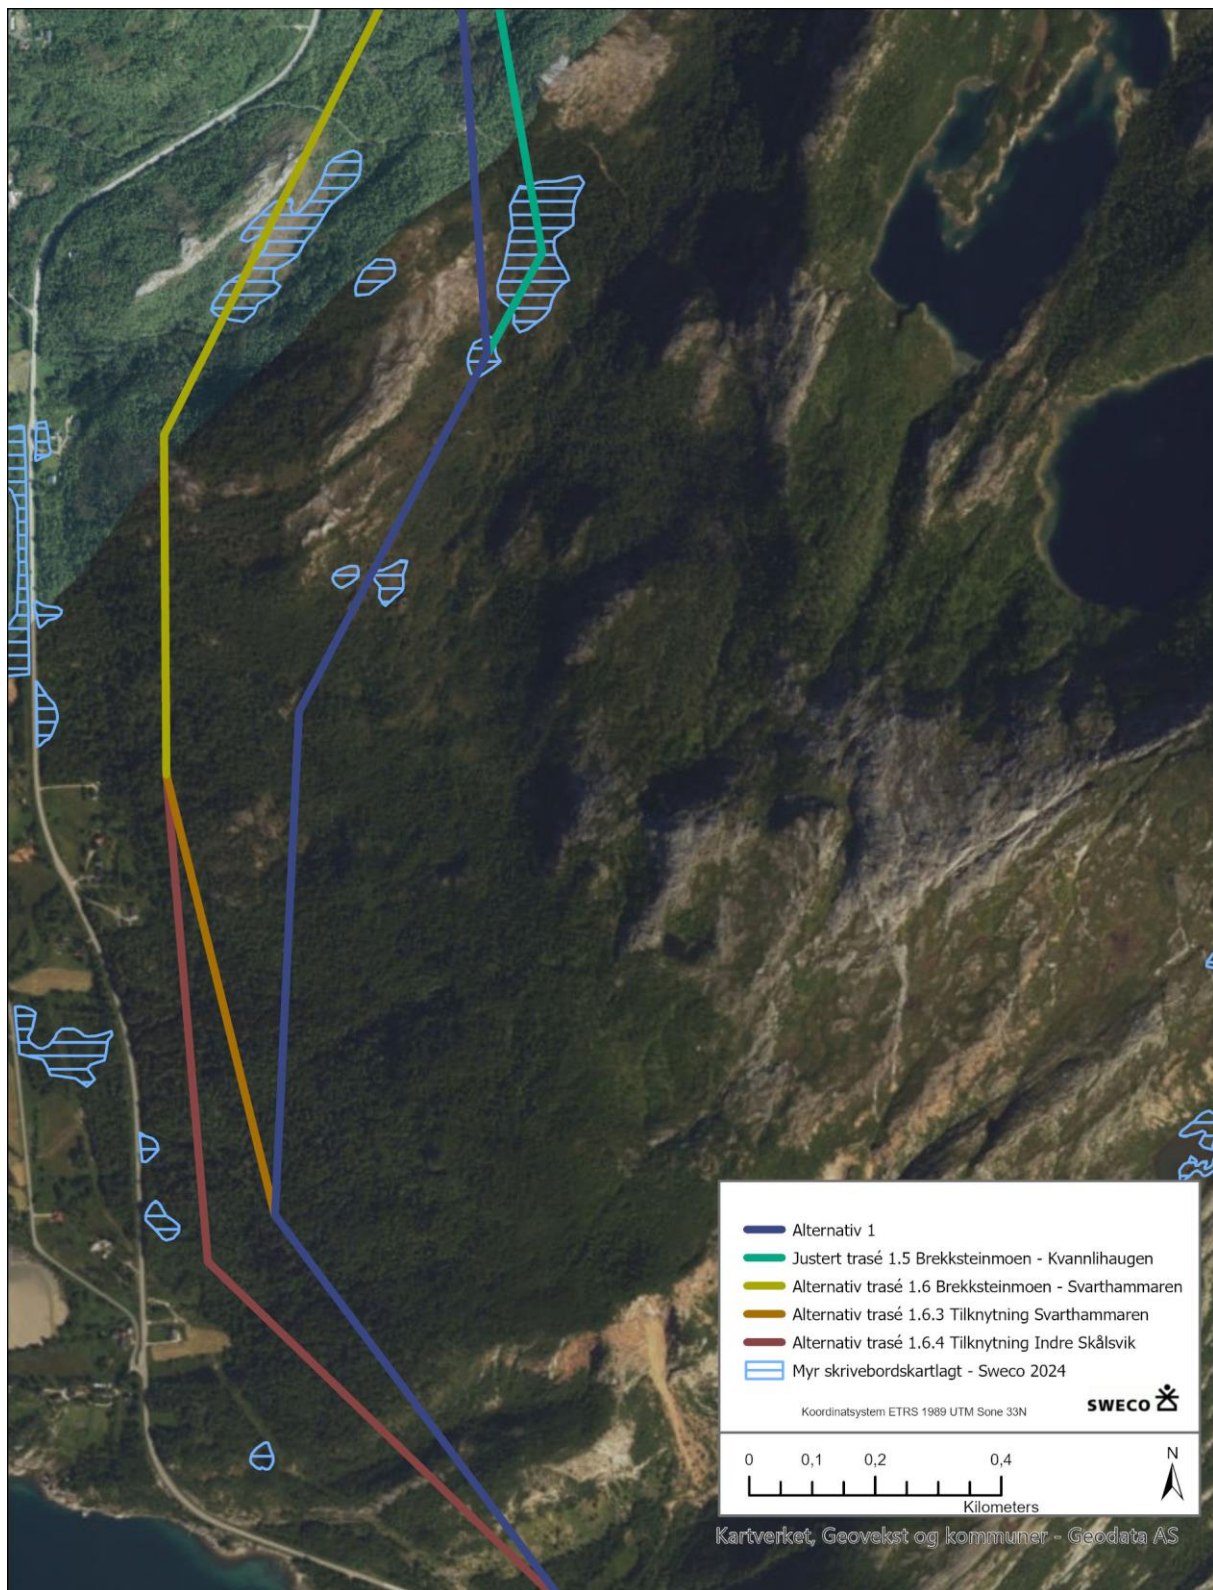 Alternativ 1
Justert trasé 1.5 Brekksteinmoen - Kvannlihaugen
Alternativ trasé 1.6 Brekksteinmoen - Svarthammaren
Alternativ trasé 1.6.3 Tilknytning Svarthammaren
Alternativ trasé 1.6.4 Tilknytning Indre Skålsvik
Myr skrivebordskartlagt - Sweco 2024
Koordinatsystem ETRS 1989 UTM Sone 33N
SWECO
0 0,1 0,2 0,4
Kilometers
N
Kartverket, Geovekst og kommuner - Geodata AS